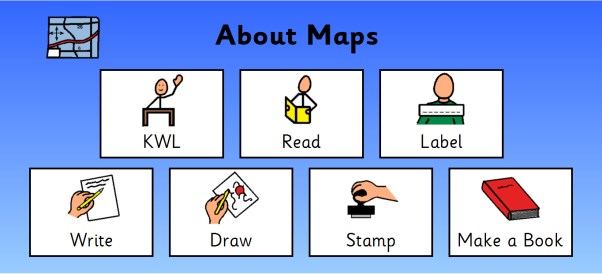 About Maps
KWL
Read
Label
Write
Draw
Stamp
Make a Book